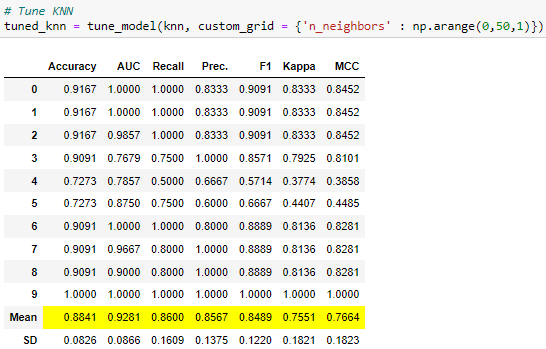 # Tune KNN
tuned_knn = tune_model(knn, custom_grid = {'n_neighbors' : np.arange(0,50,1)})
Accuracy AUC Recall Prec. F1 Kappa MCC
0 0.9167 1.0000 1.0000 0.8333 0.9091 0.8333 0.8452
1 0.9167 1.0000 1.0000 0.8333 0.9091 0.8333 0.8452
2 0.9167 0.9857 1.0000 0.8333 0.9091 0.8333 0.8452
3 0.9091 0.7679 0.7500 1.0000 0.8571 0.7925 0.8101
4 0.7273 0.7857 0.5000 0.6667 0.5714 0.3774 0.3858
5 0.7273 0.8750 0.7500 0.6000 0.6667 0.4407 0.4485
6 0.9091 1.0000 1.0000 0.8000 0.8889 0.8136 0.8281
7 0.9091 0.9667 0.8000 1.0000 0.8889 0.8136 0.8281
8 0.9091 0.9000 0.8000 1.0000 0.8889 0.8136 0.8281
9 1.0000 1.0000 1.0000 1.0000 1.0000 1.0000 1.0000
Mean 0.8841 0.9281 0.8600 0.8567 0.8489 0.7551 0.7664
SD 0.0826 0.0866 0.1609 0.1375 0.1220 0.1821 0.1823